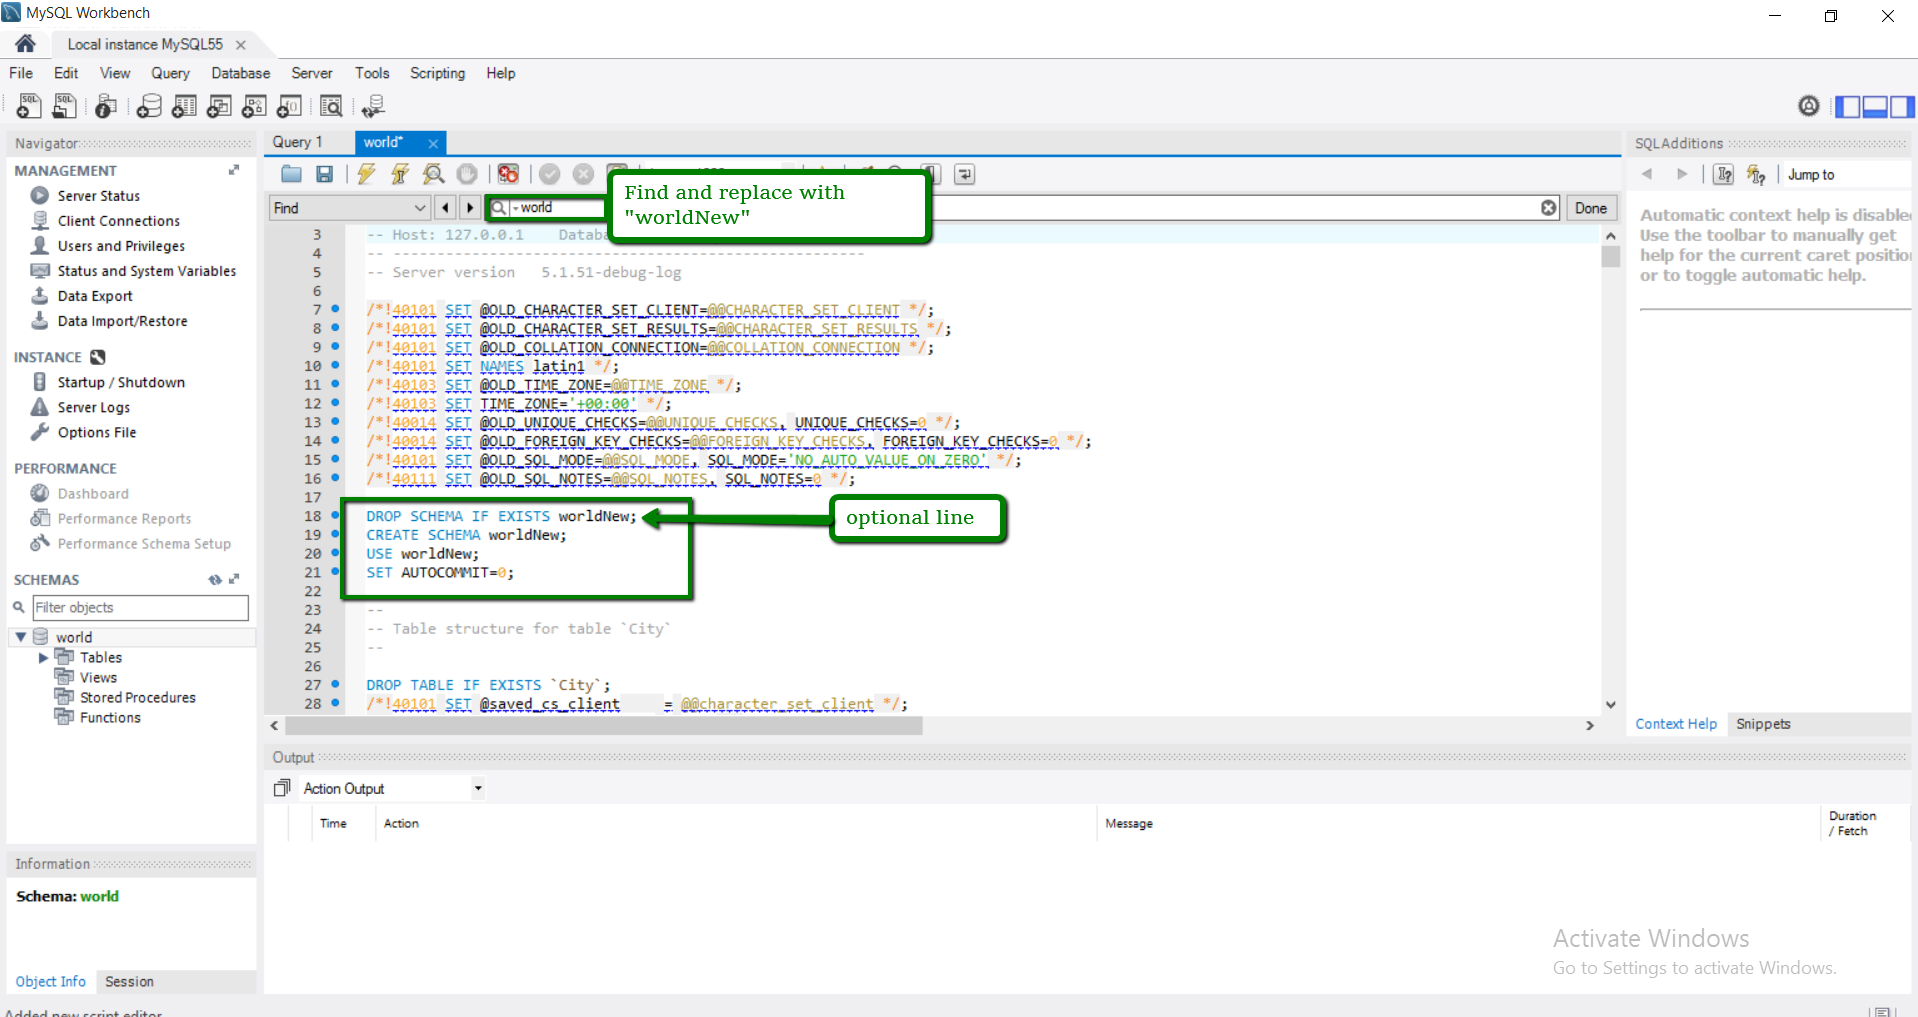 MySQL Workbench
Local instance MySQL55
File Edit View Query Database Server Tools Scripting Help
Navigator
MANAGEMENT
Server Status
Client Connections
Users and Privileges
Status and System Variables
Data Export
Data Import/Restore
INSTANCE
Startup / Shutdown
Server Logs
Options File
PERFORMANCE
Dashboard
Performance Reports
Performance Schema Setup
SCHEMAS
Filter objects
world
Tables
Views
Stored Procedures
Functions
Information
Schema: world
Object Info Session
Query 1 world*
Find world Done
Find and replace with
"worldNew"
3 -- Host: 127.0.0.1
4 -- ------------------------------------------------------
5 -- Server version 5.1.51-debug-log
6
7 /*!40101 SET @OLD_CHARACTER_SET_CLIENT=@@CHARACTER_SET_CLIENT */;
8 /*!40101 SET @OLD_CHARACTER_SET_RESULTS=@@CHARACTER_SET_RESULTS */;
9 /*!40101 SET @OLD_COLLATION_CONNECTION=@@COLLATION_CONNECTION */;
10 /*!40101 SET NAMES latin1 */;
11 /*!40103 SET @OLD_TIME_ZONE=@@TIME_ZONE */;
12 /*!40103 SET TIME_ZONE='+00:00' */;
13 /*!40014 SET @OLD_UNIQUE_CHECKS=@@UNIQUE_CHECKS, UNIQUE_CHECKS=0 */;
14 /*!40014 SET @OLD_FOREIGN_KEY_CHECKS=@@FOREIGN_KEY_CHECKS, FOREIGN_KEY_CHECKS=0 */;
15 /*!40101 SET @OLD_SQL_MODE=@@SQL_MODE, SQL_MODE='NO_AUTO_VALUE_ON_ZERO' */;
16 /*!40111 SET @OLD_SQL_NOTES=@@SQL_NOTES, SQL_NOTES=0 */;
17
18 DROP SCHEMA IF EXISTS worldNew;
optional line
19 CREATE SCHEMA worldNew;
20 USE worldNew;
21 SET AUTOCOMMIT=0;
22
23 --
24 -- Table structure for table `City`
25 --
26
27 DROP TABLE IF EXISTS `City`;
28 /*!40101 SET @saved_cs_client = @@character_set_client */;
Output
Action Output
Time Action Message Duration
/ Fetch
SQLAdditions
Jump to
Automatic context help is
Use the toolbar to manually get
help for the current caret
or to toggle automatic help.
Context Help Snippets
Activate Windows
Go to Settings to activate Windows.
Added new script editor